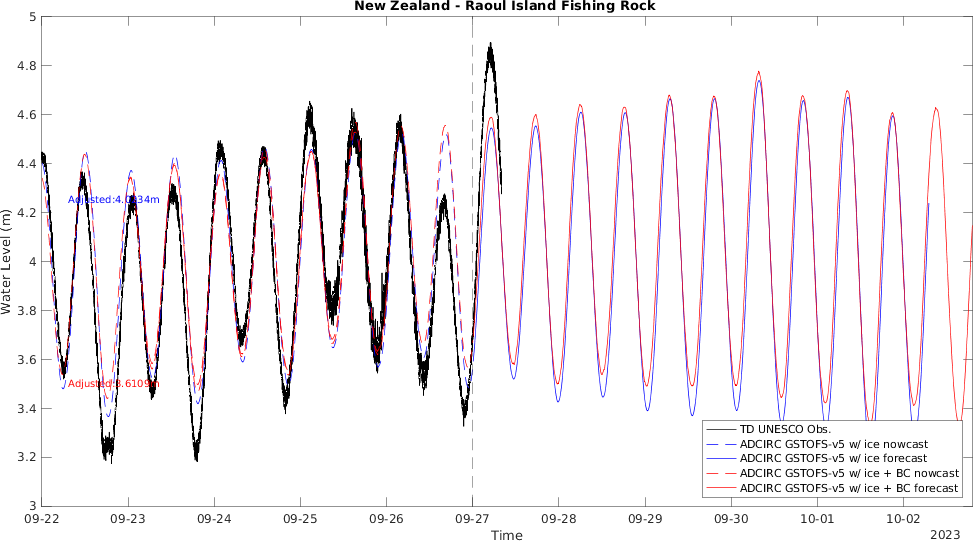 New Zealand - Raoul Island Fishing Rock
5
4.8
4.6
4.4
4.2
4
3.8
3.6
3.4
3.2
3
Water Level (m)
Adjusted:4.0934m
Adjusted:3.6109m
TD UNESCO Obs.
ADCIRC GSTOFS-v5 w/ ice nowcast
ADCIRC GSTOFS-v5 w/ ice forecast
ADCIRC GSTOFS-v5 w/ ice + BC nowcast
ADCIRC GSTOFS-v5 w/ ice + BC forecast
09-22 09-23 09-24 09-25 09-26 09-27 09-28 09-29 09-30 10-01 10-02
Time
2023